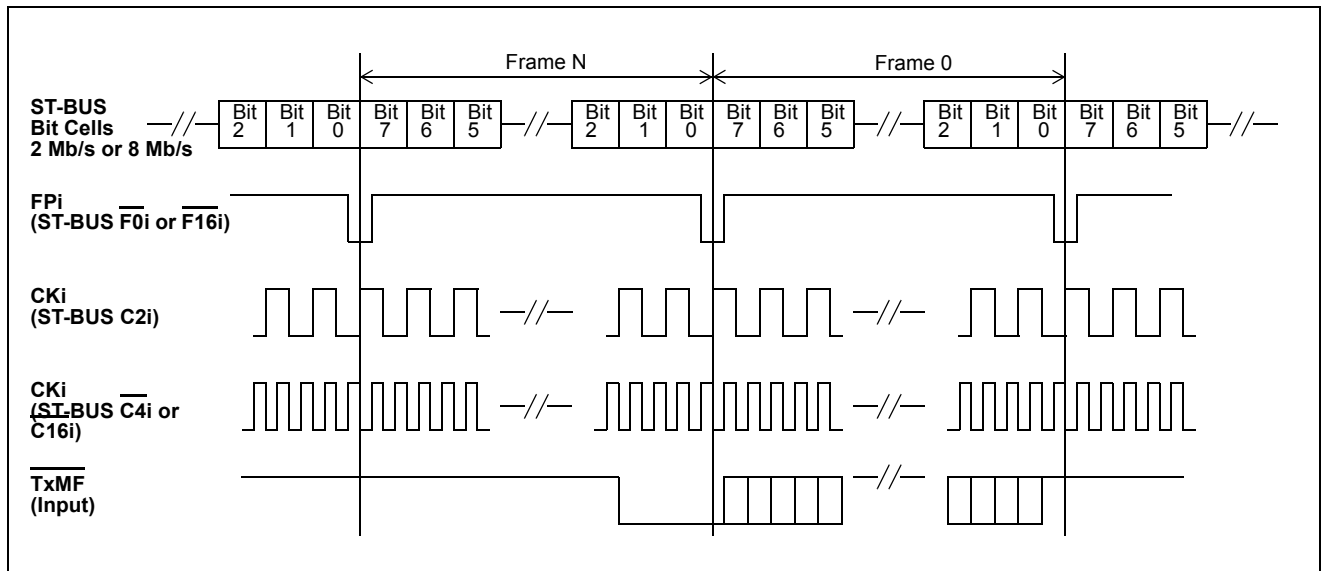 Frame N
Frame 0
ST-BUS
Bit Cells
2 Mb/s or 8 Mb/s
Bit 2 Bit 1 Bit 0 Bit 7 Bit 6 Bit 5 Bit 2 Bit 1 Bit 0 Bit 7 Bit 6 Bit 5 Bit 2 Bit 1 Bit 0 Bit 7 Bit 6 Bit 5
FPi
(ST-BUS F0i or F16i)
CKi
(ST-BUS C2i)
CKi
(ST-BUS C4i or
C16i)
TxMF
(Input)